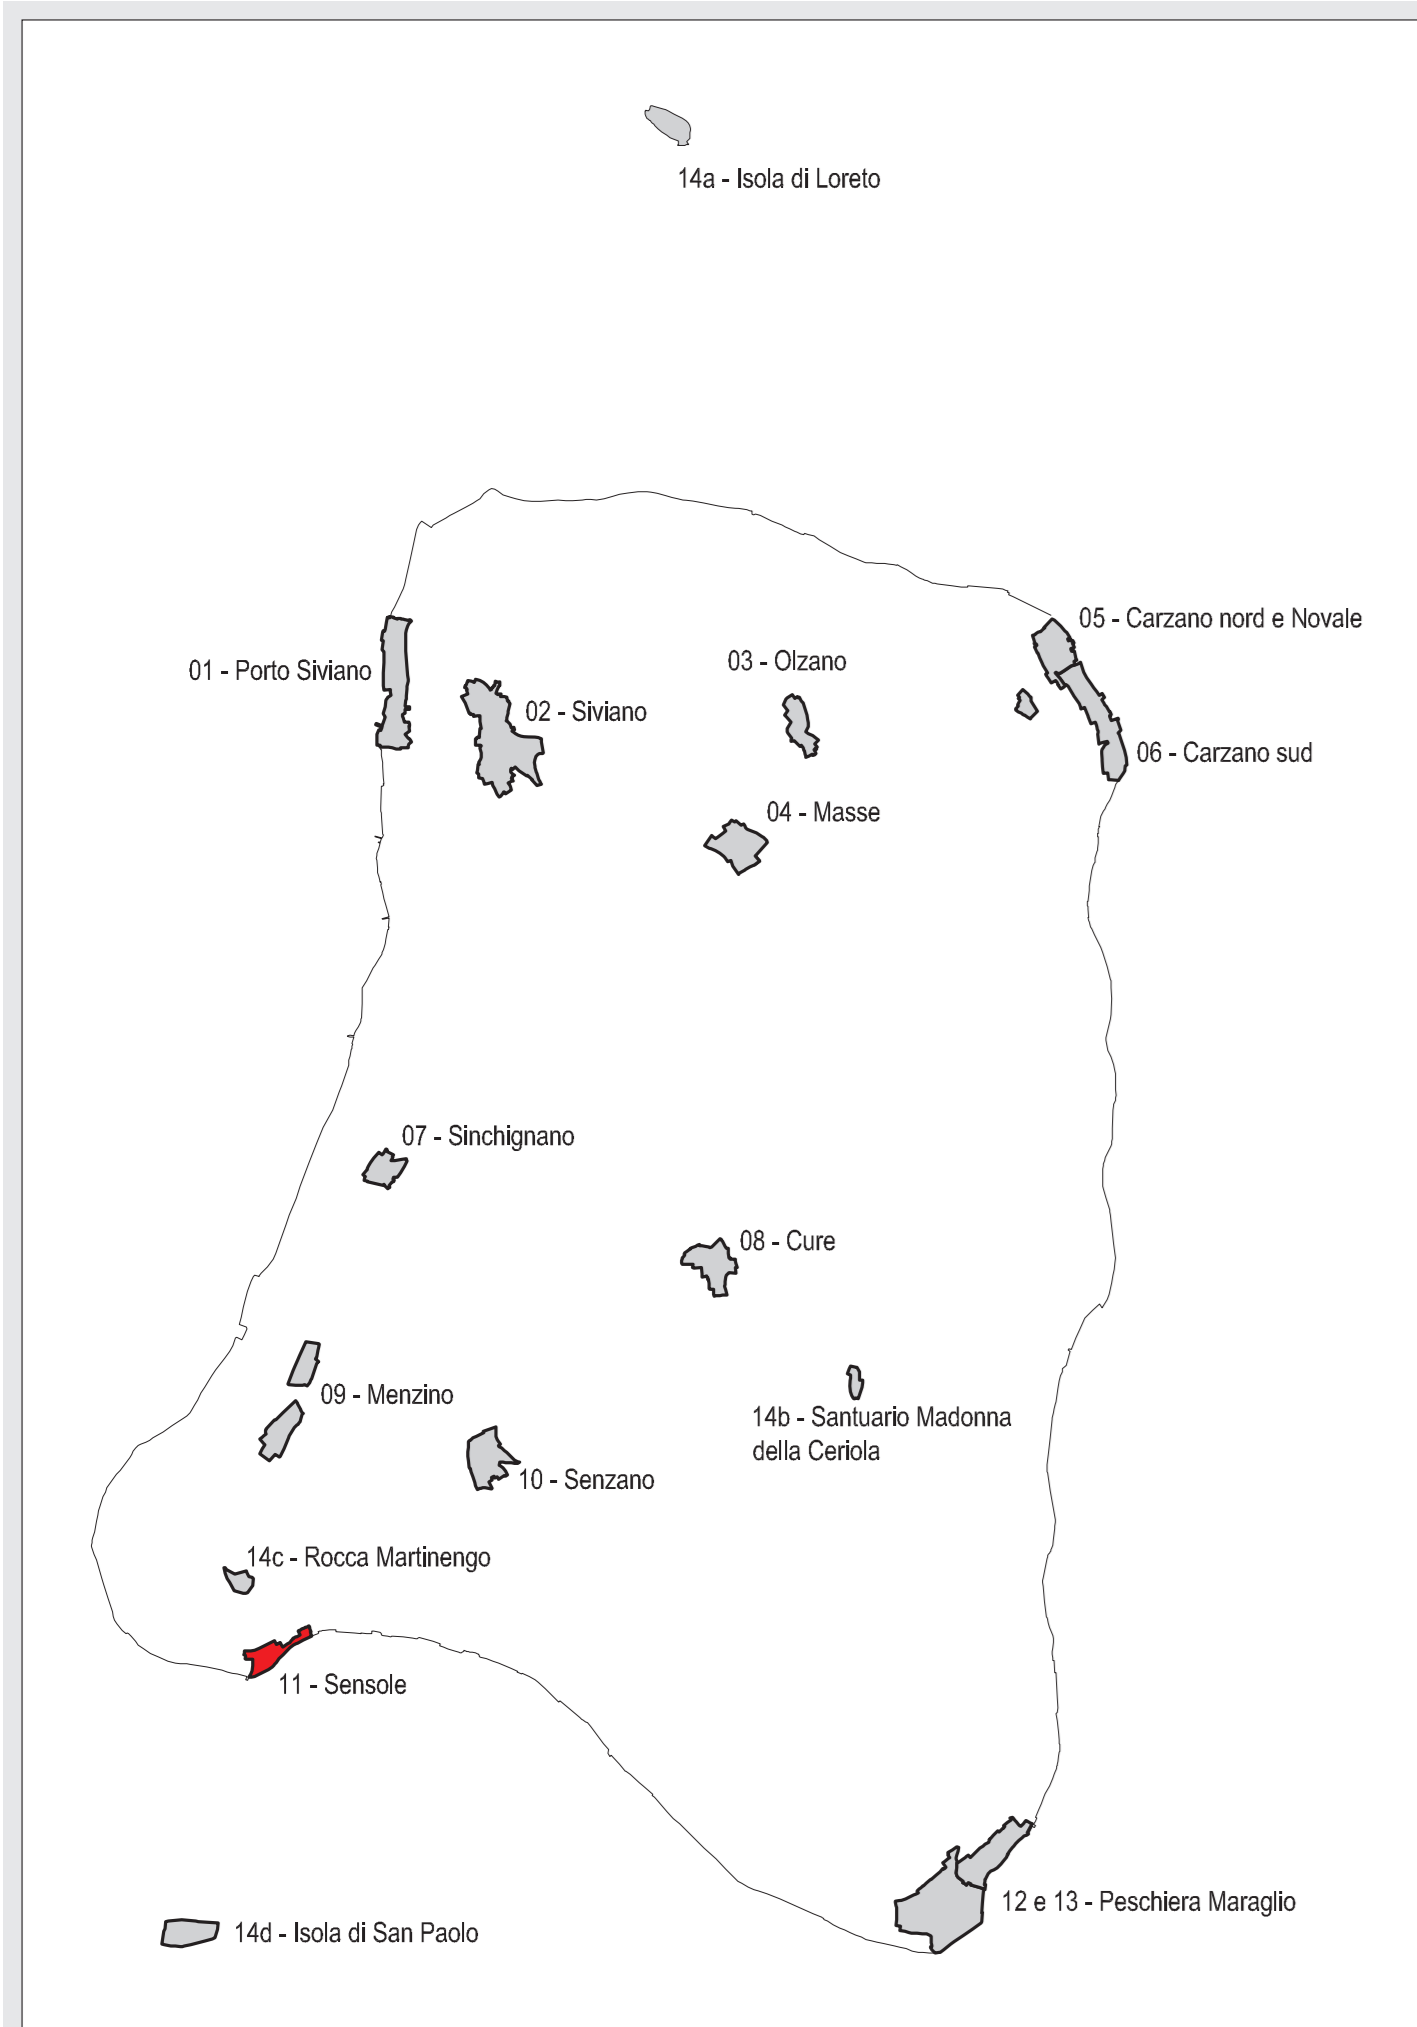 14a - Isola di Loreto
05 - Carzano nord e Novale
01 - Porto Siviano
03 - Olzano
02 - Siviano
06 - Carzano sud
04 - Masse
07 - Sinchignano
08 - Cure
09 - Menzino
14b - Santuario Madonna
della Ceriola
10 - Senzano
14c - Rocca Martinengo
11 - Sensole
12 e 13 - Peschiera Maraglio
14d - Isola di San Paolo